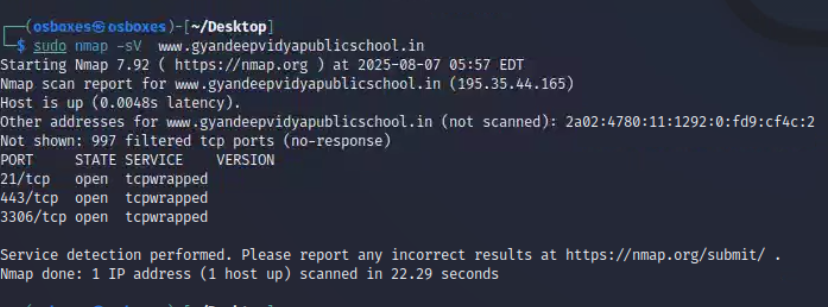 ┌──(osboxes㉿osboxes)-[~/Desktop]
└─$ sudo nmap -sV  www.gyandeepvidyapublicschool.in
Starting Nmap 7.92 ( https://nmap.org ) at 2025-08-07 05:57 EDT
Nmap scan report for www.gyandeepvidyapublicschool.in (195.35.44.165)
Host is up (0.0048s latency).
Other addresses for www.gyandeepvidyapublicschool.in (not scanned): 2a02:4780:11:1292:0:fd9:cf4c:2
Not shown: 997 filtered tcp ports (no-response)
PORT     STATE SERVICE    VERSION
21/tcp   open  tcpwrapped
443/tcp  open  tcpwrapped
3306/tcp open  tcpwrapped
Service detection performed. Please report any incorrect results at https://nmap.org/submit/ .
Nmap done: 1 IP address (1 host up) scanned in 22.29 seconds
┌──(osboxes㉿osboxes)-[~/Desktop]